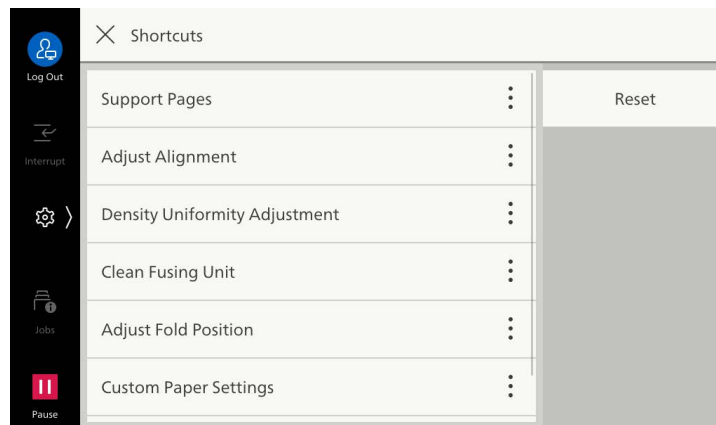 Shortcuts
Log Out
Support Pages
Reset
Interrupt
Adjust Alignment
Density Uniformity Adjustment
Clean Fusing Unit
Jobs
Adjust Fold Position
Custom Paper Settings
Pause